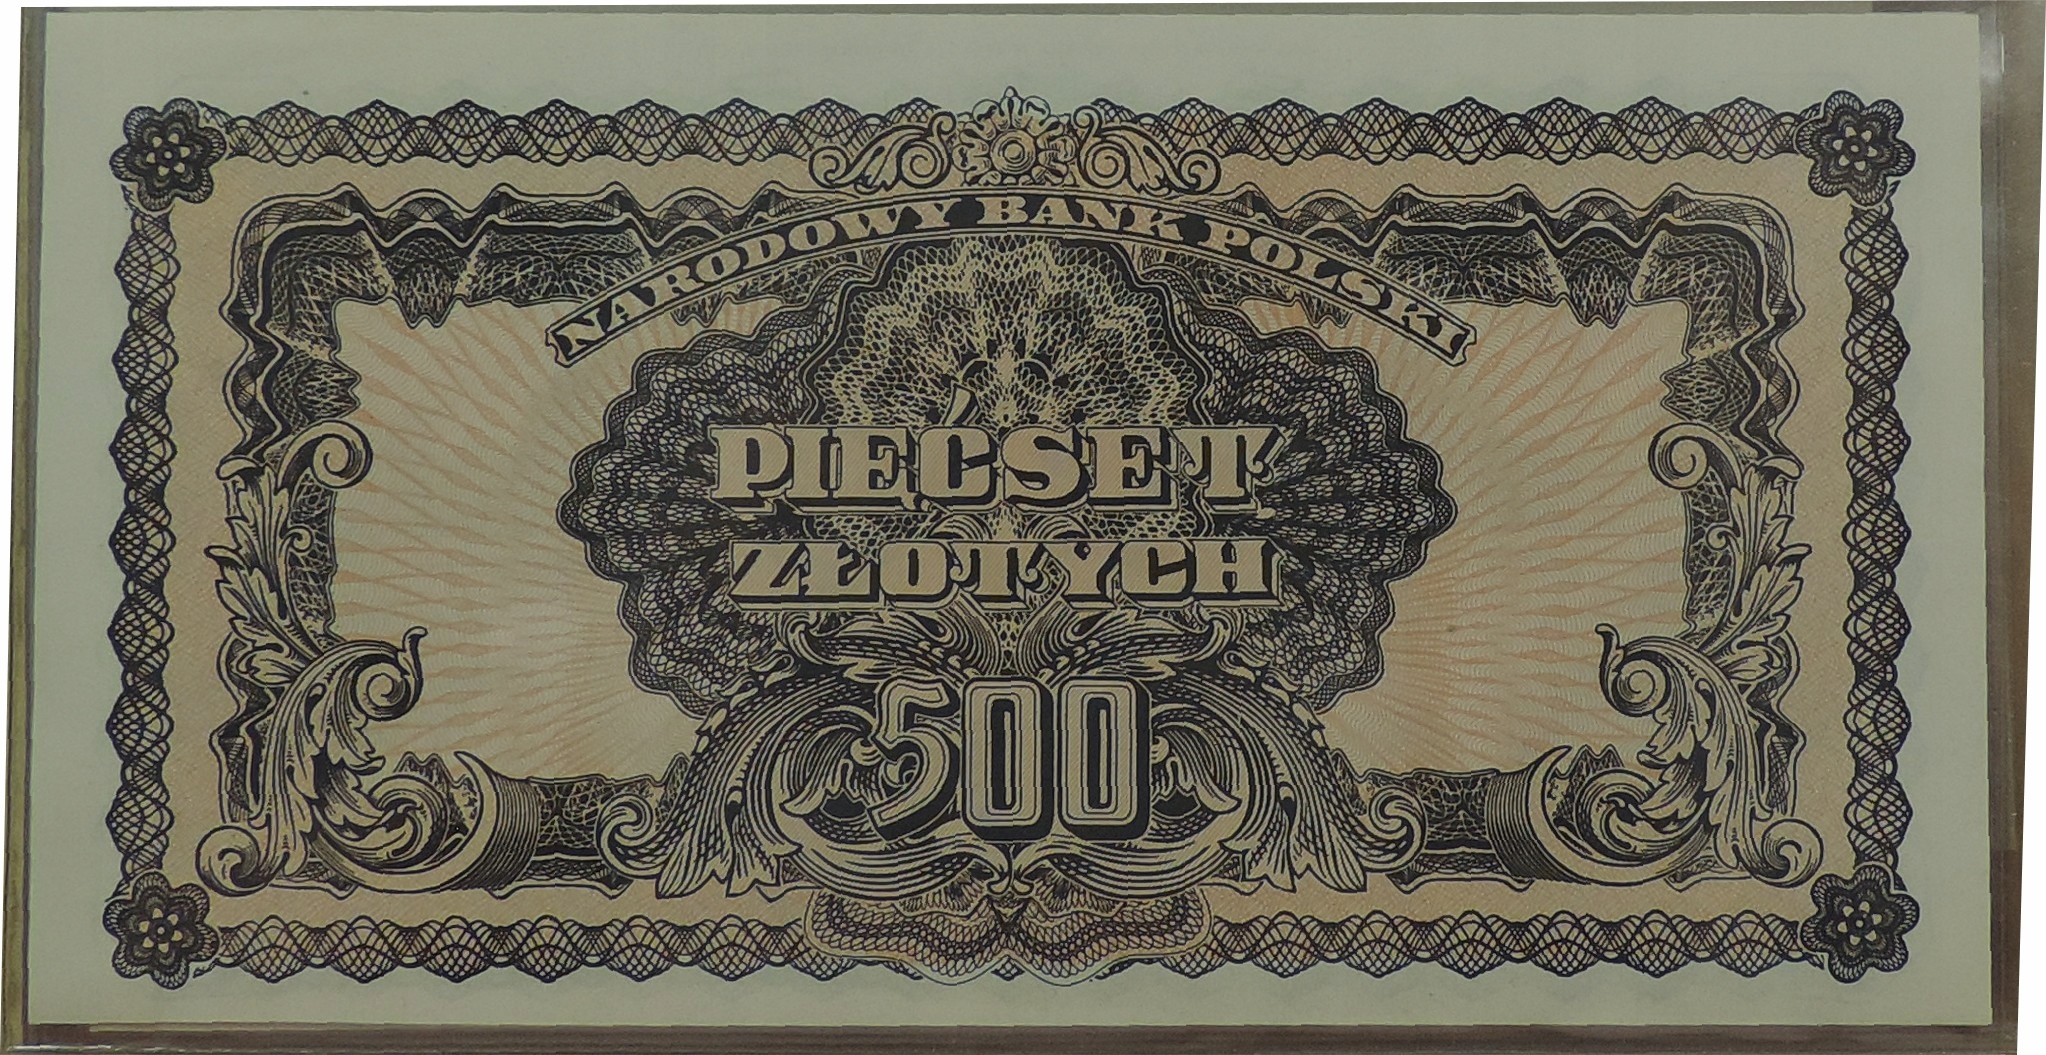 NARODOWY BANK POLSKI
PIĘĆSET
ZŁOTYCH
500